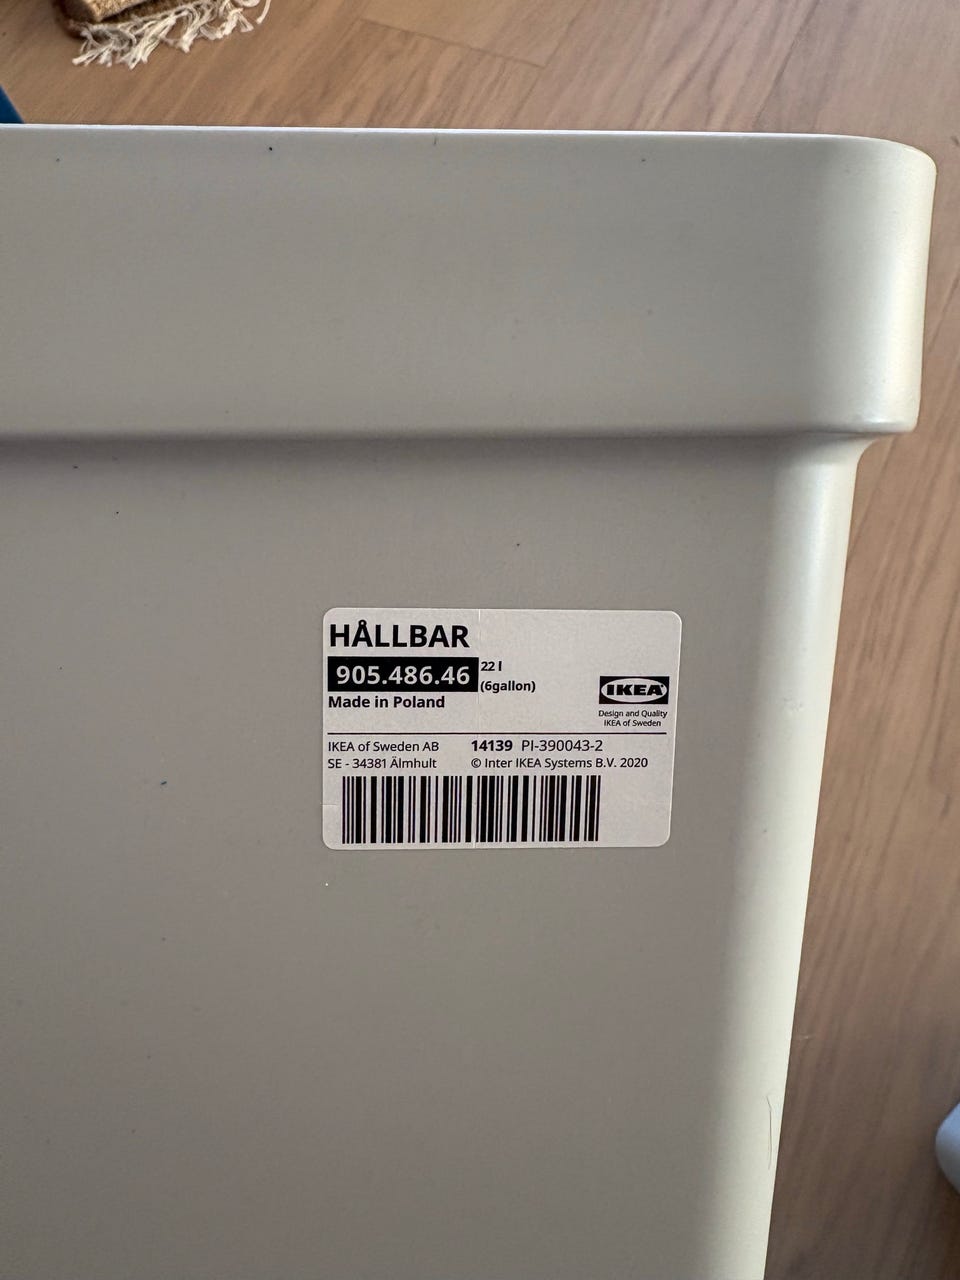 HÅLLBAR
905.486.46 22 l
(6gallon)
Made in Poland
IKEA
Design and Quality
IKEA of Sweden
IKEA of Sweden AB 14139 PI-390043-2
SE - 34381 Älmhult © Inter IKEA Systems B.V. 2020